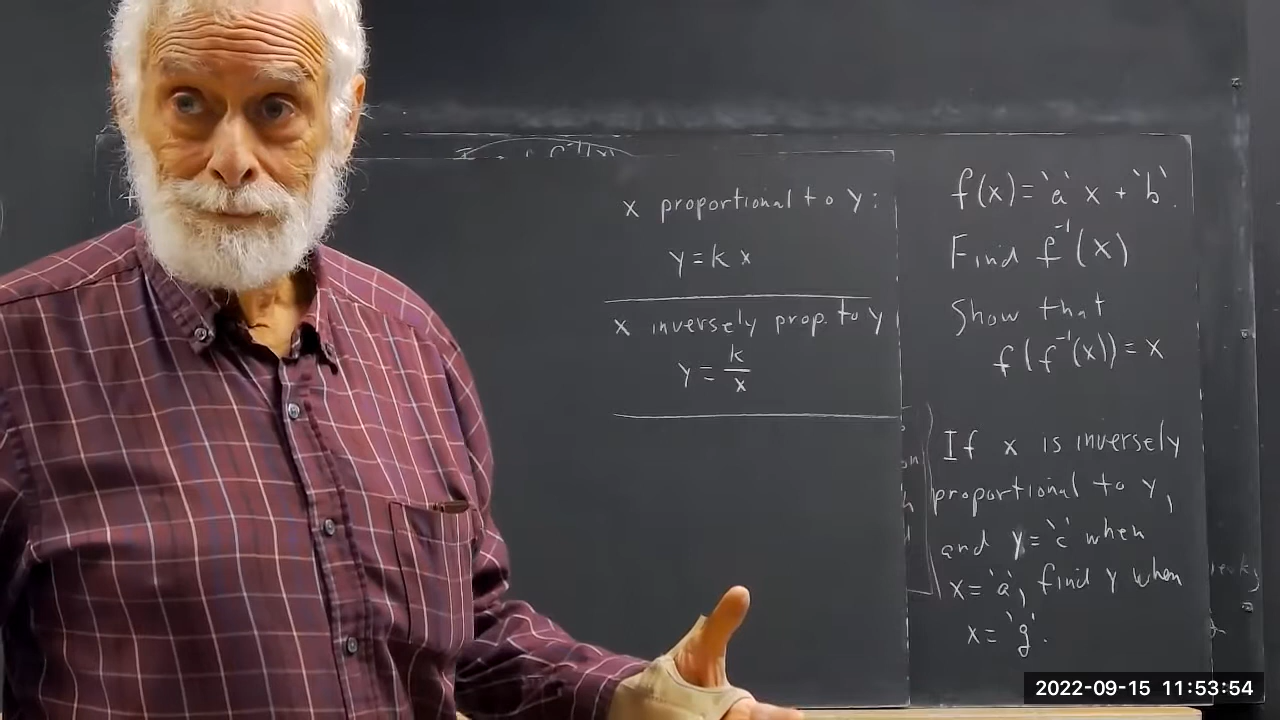 x proportional to y:
y = k x
x inversely prop. to y
y = k/x
f(x) = 'a' x + 'b'.
Find f⁻¹(x)
Show that
f(f⁻¹(x)) = x
If x is inversely
proportional to y,
and y = 'c' when
x = 'a', find y when
x = 'g'.
2022-09-15 11:53:54